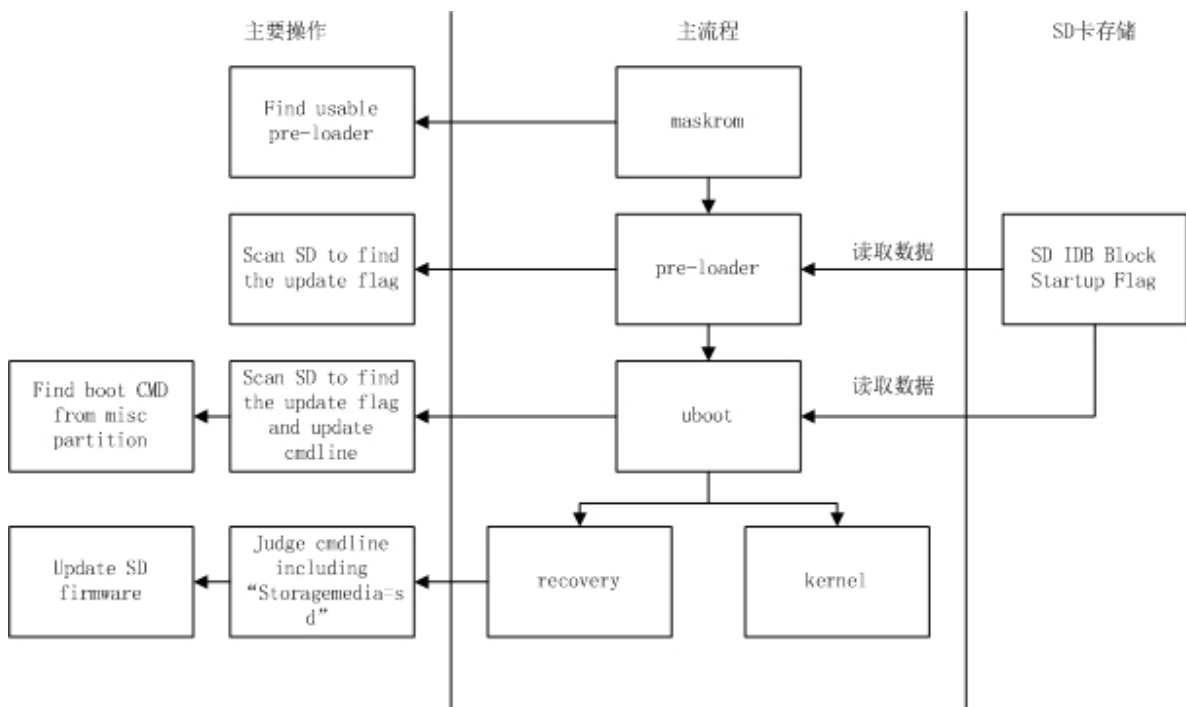 主要操作
主流程
SD卡存储
Find usable
pre-loader
maskrom
Scan SD to find
the update flag
pre-loader
读取数据
SD IDB Block
Startup Flag
Find boot CMD
from misc
partition
Scan SD to find
the update flag
and update
cmdline
uboot
读取数据
Update SD
firmware
Judge cmdline
including
“Storagemedia=s
d”
recovery
kernel